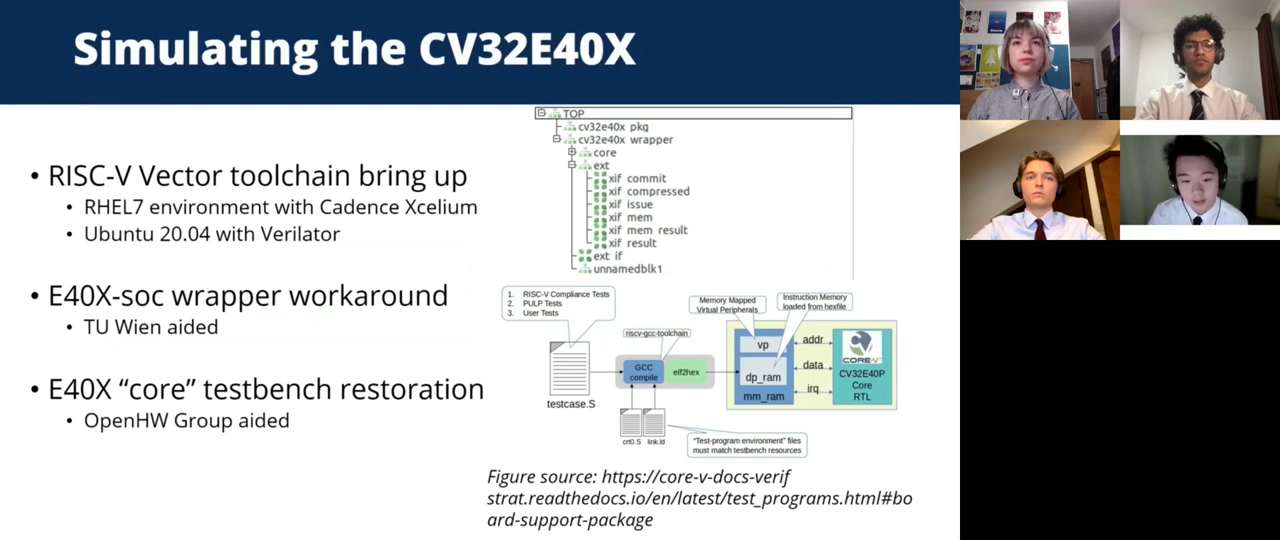 Simulating the CV32E40X
• RISC-V Vector toolchain bring up
• RHEL7 environment with Cadence Xcelium
• Ubuntu 20.04 with Verilator
• E40X-soc wrapper workaround
• TU Wien aided
• E40X “core” testbench restoration
• OpenHW Group aided
TOP
cv32e40x pkg
cv32e40x wrapper
core
ext
xif commit
xif compressed
xif issue
xif mem
xif mem result
xif result
ext if
unnamedblk1
1. RISC-V Compliance Tests
2. PULP Tests
3. User Tests
riscv-gcc-toolchain
Memory Mapped
Virtual Peripherals
Instruction Memory
loaded from hexfile
testcase.S
GCC
compile
elf2hex
crt0.S
link.ld
vp
dp_ram
mm_ram
addr
data
irq
CORE-V
CV32E40P
Core
RTL
"Test-program environment" files
must match testbench resources
Figure source: https://core-v-docs-verif
strat.readthedocs.io/en/latest/test_programs.html#bo
ard-support-package